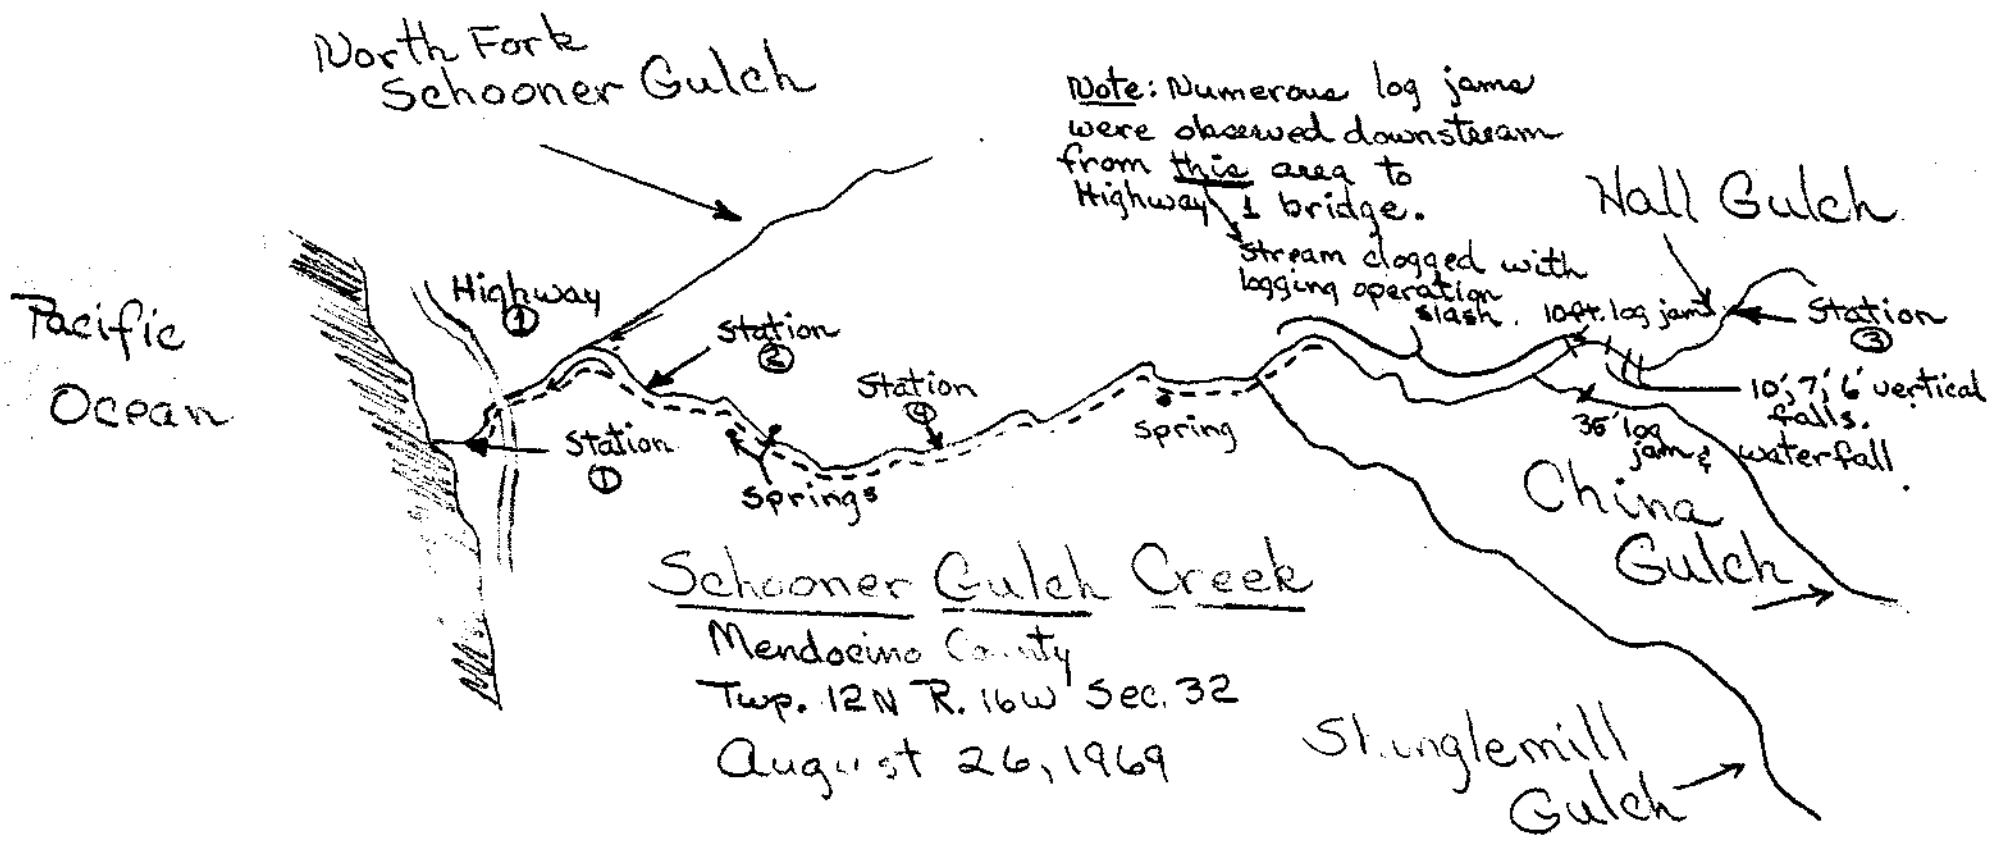 North Fork
Schooner Gulch
Note: Numerous log jams
were observed downstream
from this area to
Highway 1 bridge.
Hall Gulch
Stream clogged with
logging operation
slash.
10 ft. log jam
Station
③
Pacific
Ocean
Highway
①
Station
②
Station
④
Spring
10', 7', 6' vertical
falls.
35' log
jam & waterfall
Station
①
Springs
China
Gulch
Schooner Gulch Creek
Mendocino County
Twp. 12N R. 16W Sec. 32
August 26, 1969
Shinglemill
Gulch